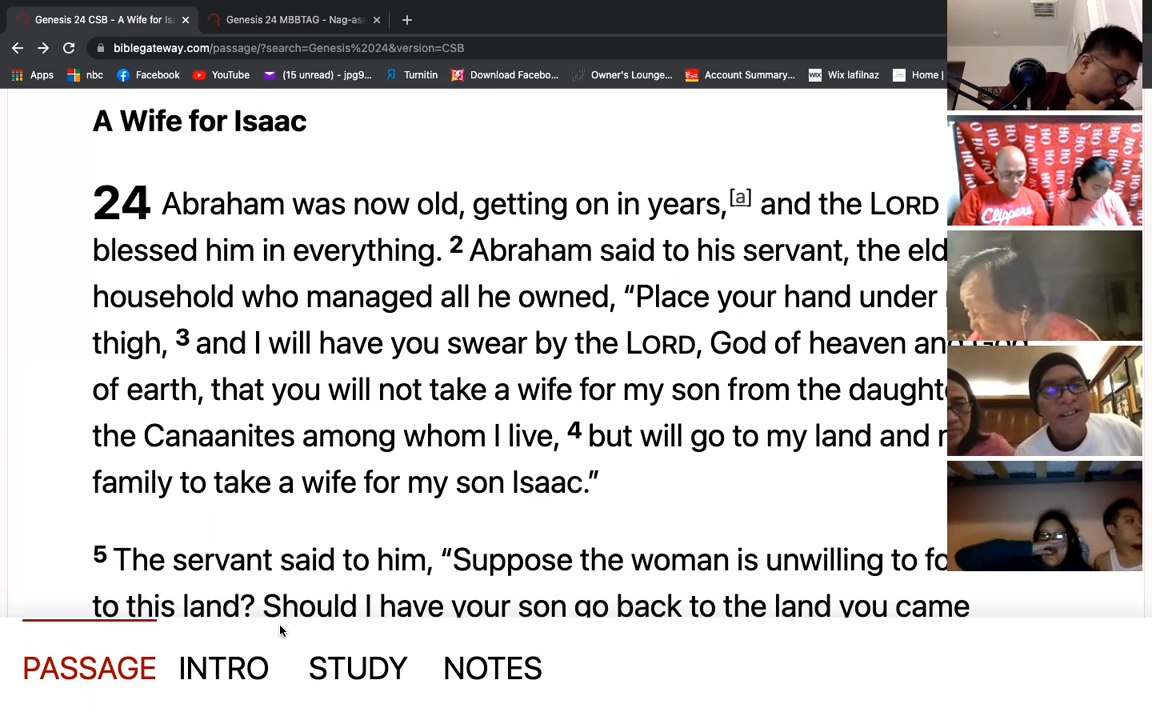 Genesis 24 CSB - A Wife for Is
Genesis 24 MBBTAG - Nag-as
biblegateway.com/passage/?search=Genesis%2024&version=CSB
Apps nbc Facebook YouTube (15 unread) - jpg9... Turnitin Download Facebo... Owner's Lounge... Account Summary... WIX Wix lafilnaz Home |
A Wife for Isaac
24 Abraham was now old, getting on in years,[a] and the LORD
blessed him in everything. 2 Abraham said to his servant, the eld
household who managed all he owned, “Place your hand under
thigh, 3 and I will have you swear by the LORD, God of heaven and God
of earth, that you will not take a wife for my son from the daught
the Canaanites among whom I live, 4 but will go to my land and
family to take a wife for my son Isaac.”
5 The servant said to him, “Suppose the woman is unwilling to fo
to this land? Should I have your son go back to the land you came
PASSAGE INTRO STUDY NOTES
HO HO HO
Clippers